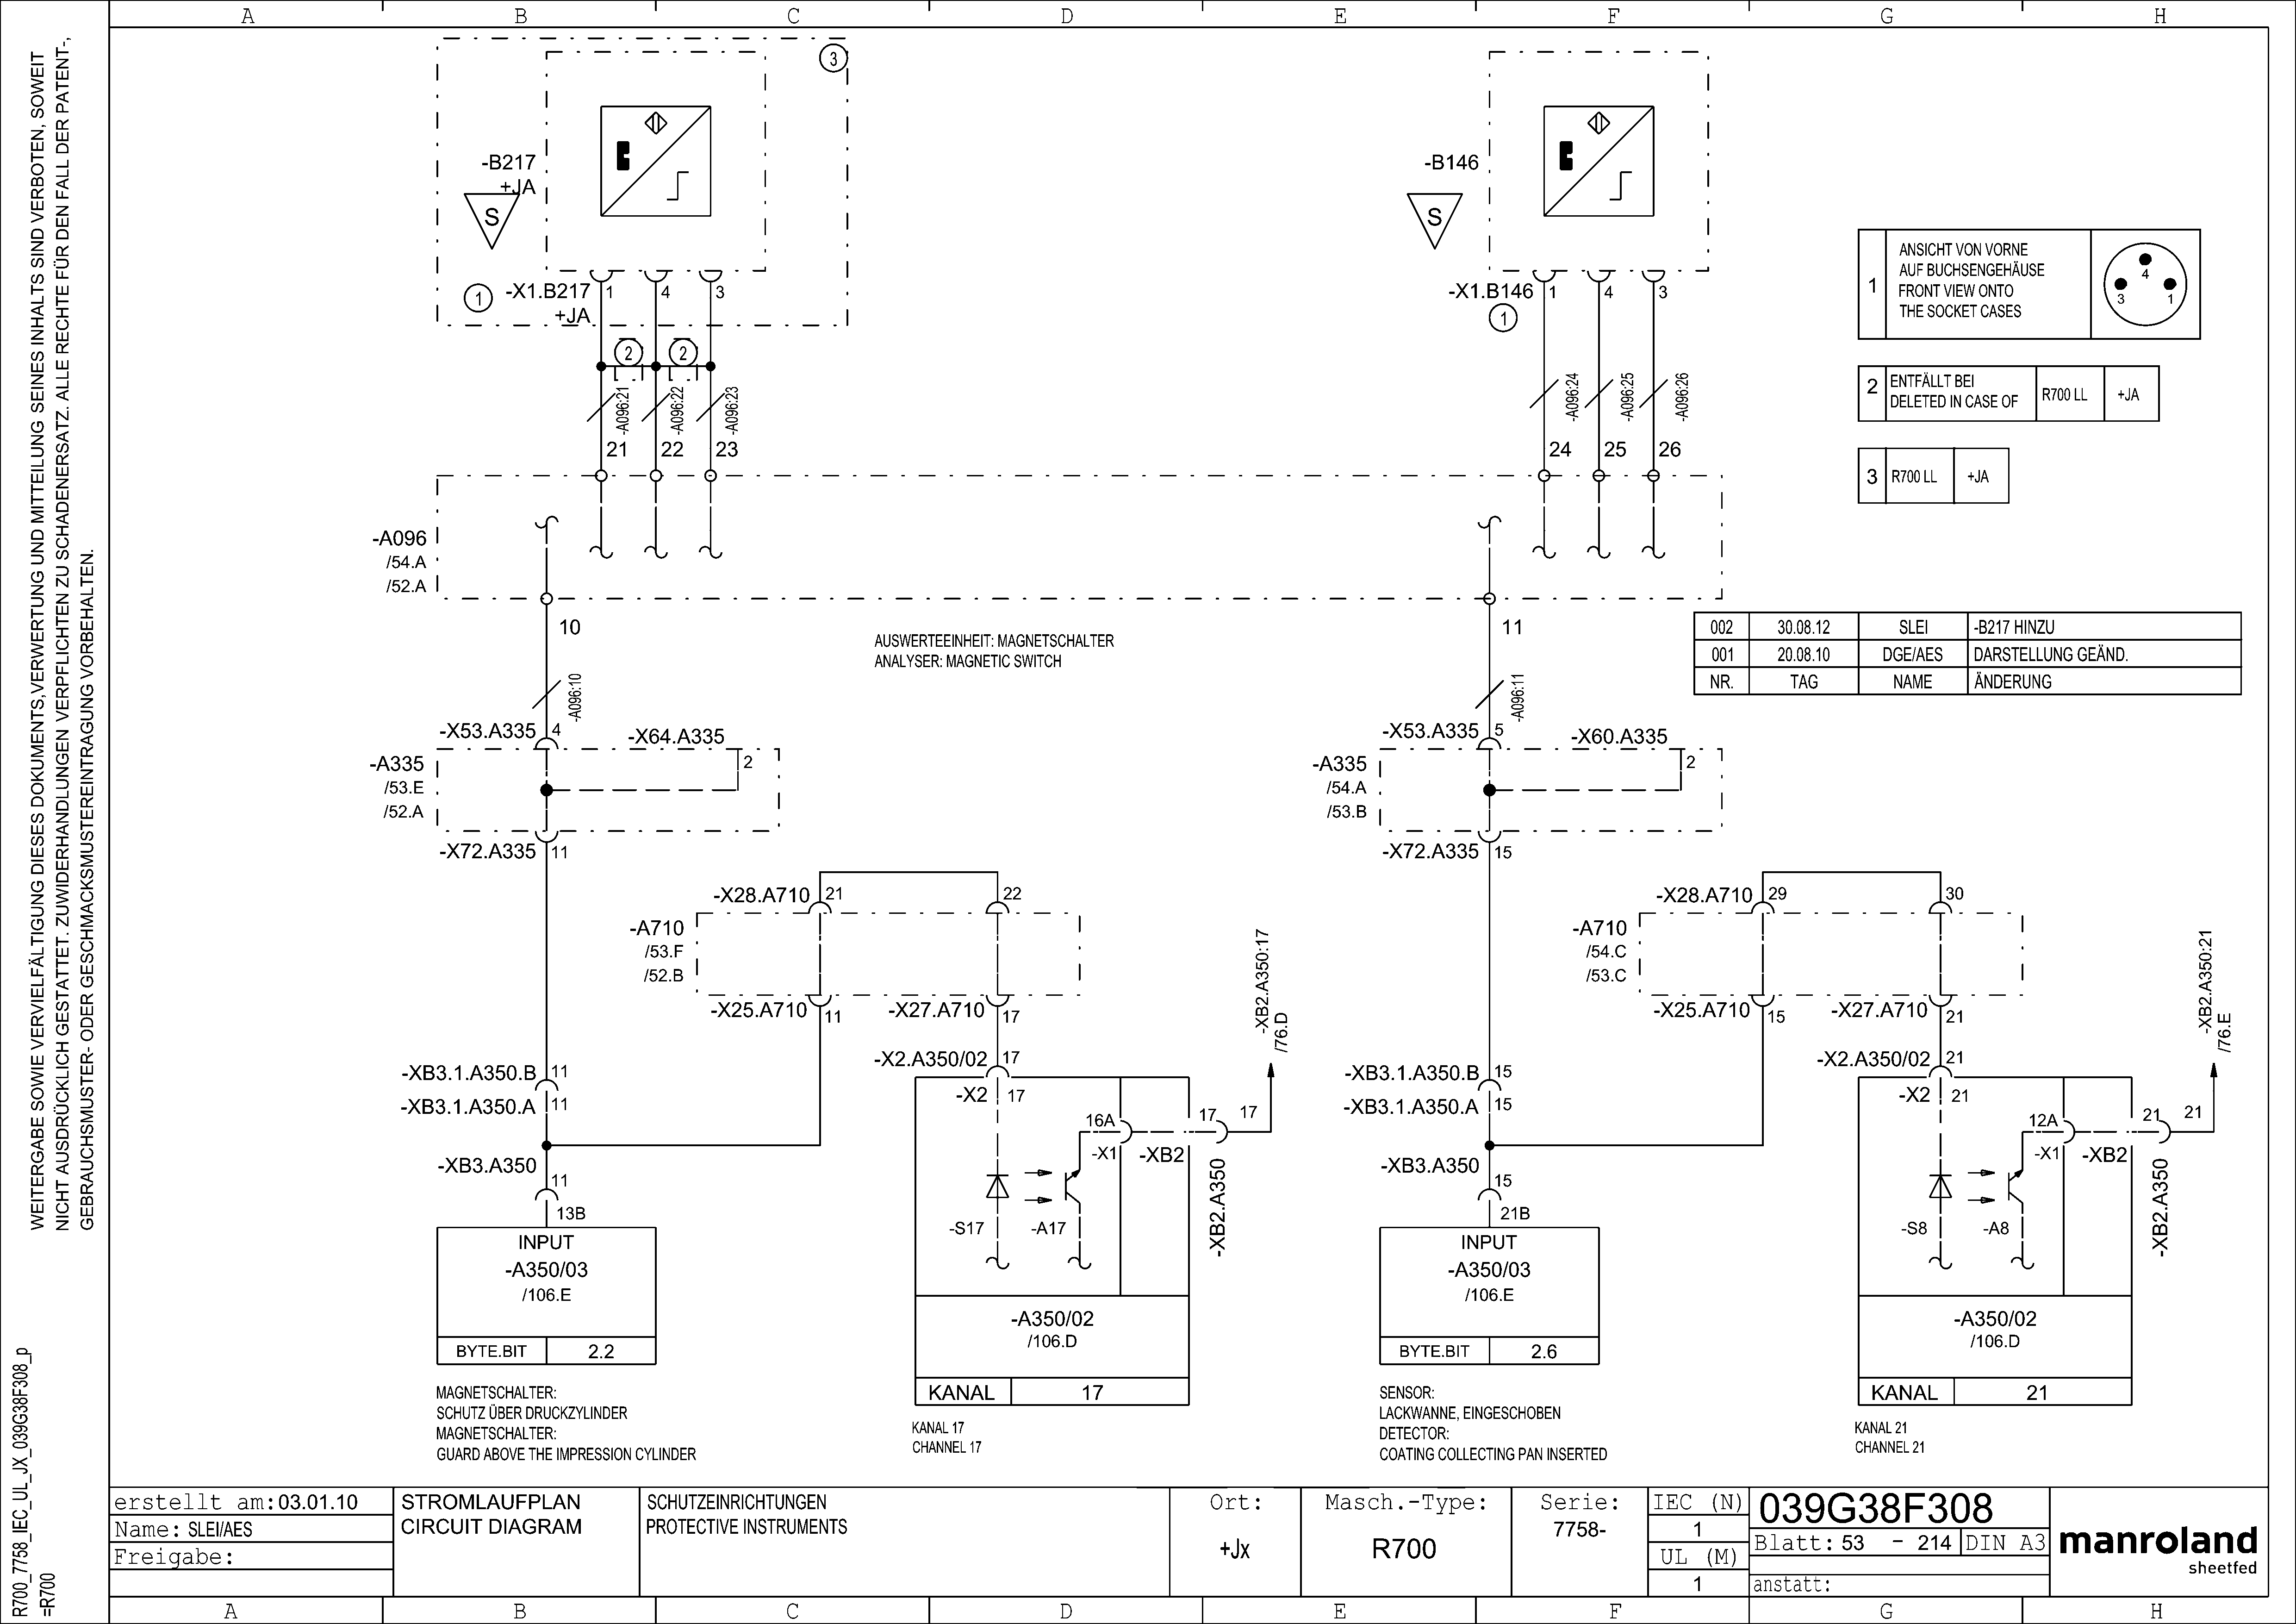 A B C D E F G H
WEITERGABE SOWIE VERVIELFÄLTIGUNG DIESES DOKUMENTS,VERWERTUNG UND MITTEILUNG SEINES INHALTS SIND VERBOTEN, SOWEIT
NICHT AUSDRÜCKLICH GESTATTET. ZUWIDERHANDLUNGEN VERPFLICHTEN ZU SCHADENERSATZ. ALLE RECHTE FÜR DEN FALL DER PATENT-,
GEBRAUCHSMUSTER- ODER GESCHMACKSMUSTEREINTRAGUNG VORBEHALTEN.
R700_7758_IEC_UL_JX_039G38F308_p
=R700
3
-B217
+JA
S
1
-X1.B217 1 4 3
+JA
2 2
-A096:21 -A096:22 -A096:23
21 22 23
-B146
S
-X1.B146 1 4 3
1
-A096:24 -A096:25 -A096:26
24 25 26
1
ANSICHT VON VORNE
AUF BUCHSENGEHÄUSE
FRONT VIEW ONTO
THE SOCKET CASES
4
3 1
2
ENTFÄLLT BEI
DELETED IN CASE OF
R700 LL +JA
3 R700 LL +JA
-A096
/54.A
/52.A
10
11
AUSWERTEEINHEIT: MAGNETSCHALTER
ANALYSER: MAGNETIC SWITCH
002 30.08.12 SLEI -B217 HINZU
001 20.08.10 DGE/AES DARSTELLUNG GEÄND.
NR. TAG NAME ÄNDERUNG
-A096:10
-X53.A335 4
-X64.A335
2
-A335
/53.E
/52.A
-X72.A335 11
-X28.A710 21 22
-A710
/53.F
/52.B
-X25.A710 11
-X27.A710 17
-X2.A350/02 17
-X2 17
16A
-X1
-XB2
17 17
-XB2.A350
-XB2.A350:17
/76.D
-S17 -A17
-A350/02
/106.D
KANAL 17
KANAL 17
CHANNEL 17
-XB3.1.A350.B 11
-XB3.1.A350.A 11
-XB3.A350
11
13B
INPUT
-A350/03
/106.E
BYTE.BIT 2.2
MAGNETSCHALTER:
SCHUTZ ÜBER DRUCKZYLINDER
MAGNETSCHALTER:
GUARD ABOVE THE IMPRESSION CYLINDER
-A096:11
-X53.A335 5
-X60.A335
2
-A335
/54.A
/53.B
-X72.A335 15
-X28.A710 29 30
-A710
/54.C
/53.C
-X25.A710 15
-X27.A710 21
-X2.A350/02 21
-X2 21
12A
-X1
-XB2
21 21
-XB2.A350
-XB2.A350:21
/76.E
-S8 -A8
-A350/02
/106.D
KANAL 21
KANAL 21
CHANNEL 21
-XB3.1.A350.B 15
-XB3.1.A350.A 15
-XB3.A350
15
21B
INPUT
-A350/03
/106.E
BYTE.BIT 2.6
SENSOR:
LACKWANNE, EINGESCHOBEN
DETECTOR:
COATING COLLECTING PAN INSERTED
erstellt am: 03.01.10
Name: SLEI/AES
Freigabe:
STROMLAUFPLAN
CIRCUIT DIAGRAM
SCHUTZEINRICHTUNGEN
PROTECTIVE INSTRUMENTS
Ort:
+Jx
Masch.-Type:
R700
Serie:
7758-
IEC (N)
1
UL (M)
1
039G38F308
Blatt: 53 - 214 DIN A3
anstatt:
manroland
sheetfed
A B C D E F G H